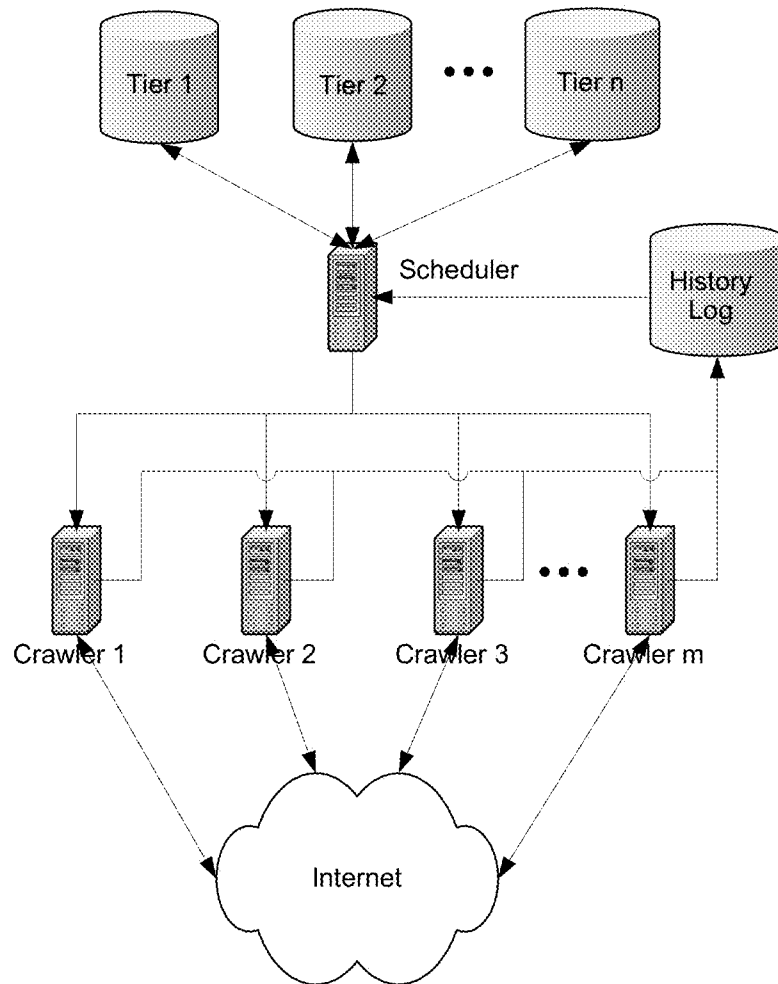 Tier 1
Tier 2
Tier n
Scheduler
History
Log
Crawler 1
Crawler 2
Crawler 3
Crawler m
Internet